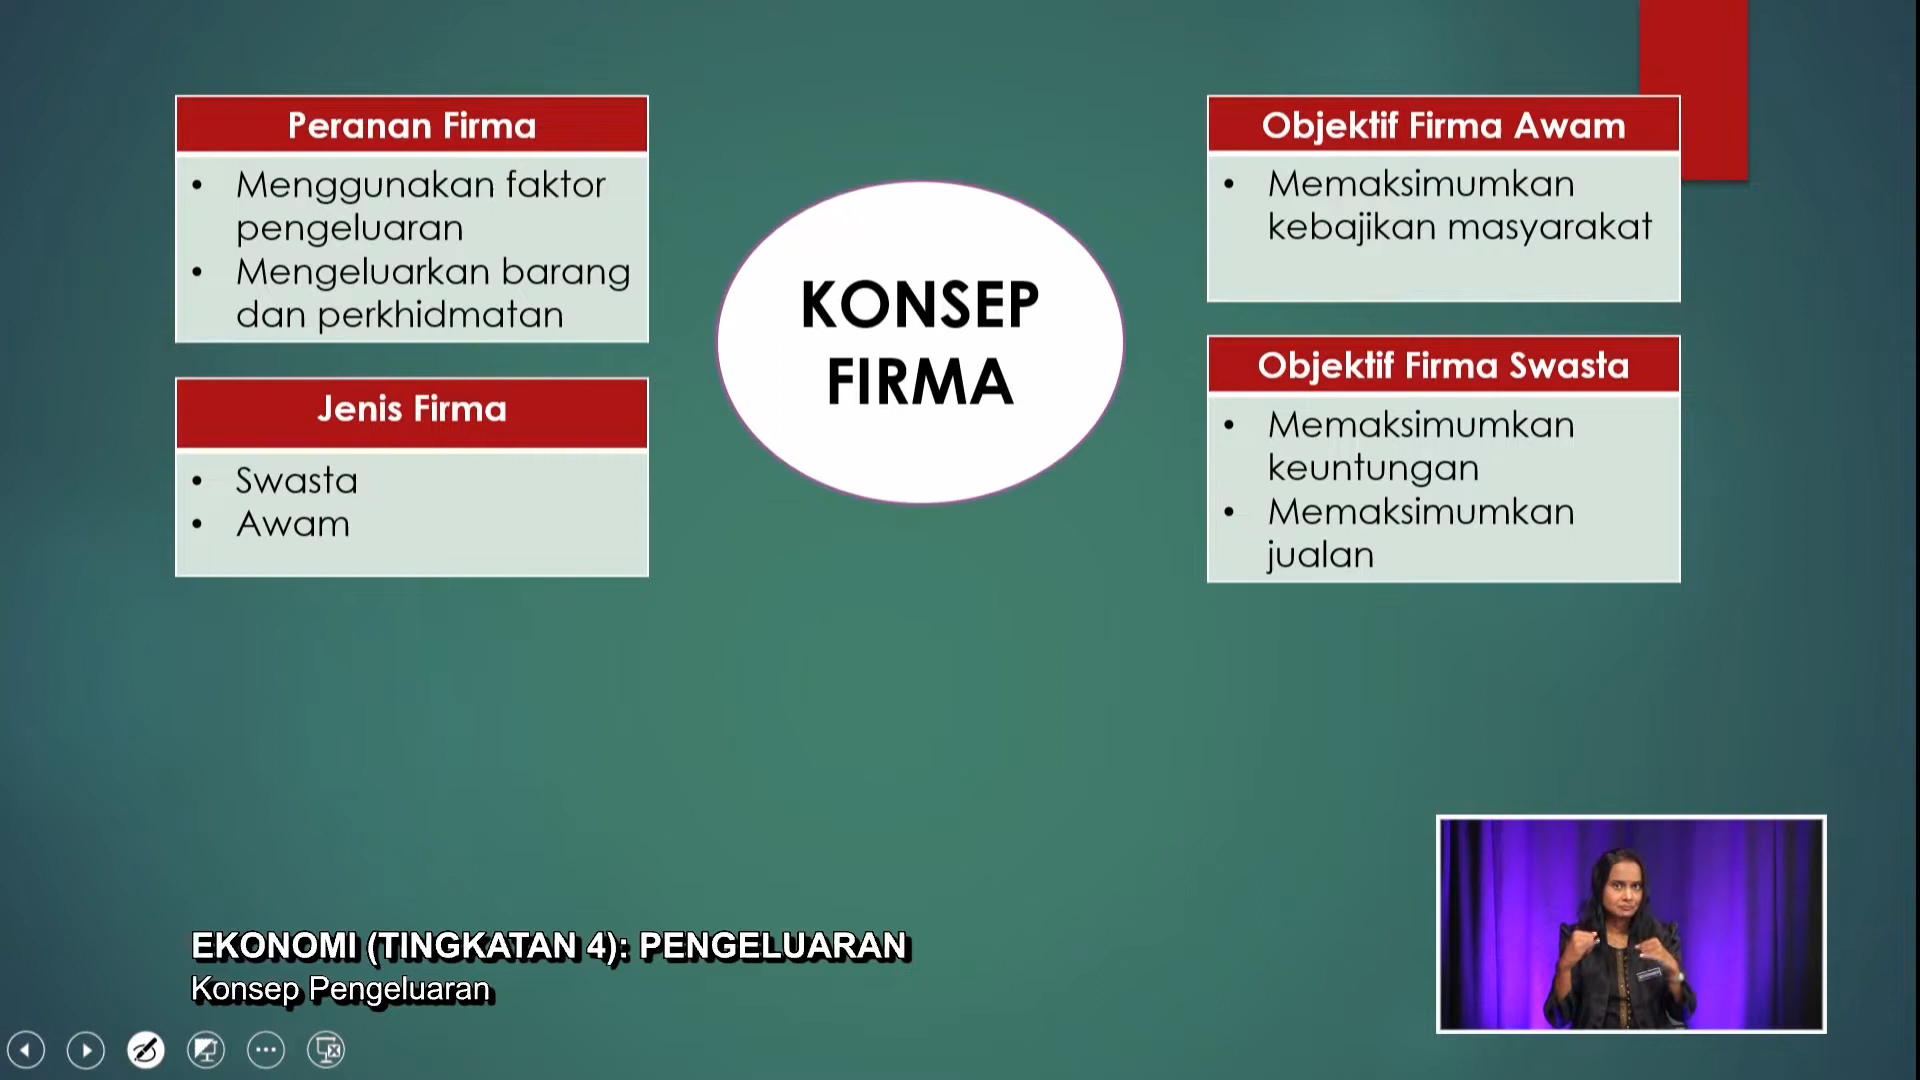 Peranan Firma
• Menggunakan faktor
pengeluaran
• Mengeluarkan barang
dan perkhidmatan
Jenis Firma
• Swasta
• Awam
KONSEP
FIRMA
Objektif Firma Awam
• Memaksimumkan
kebajikan masyarakat
Objektif Firma Swasta
• Memaksimumkan
keuntungan
• Memaksimumkan
jualan
EKONOMI (TINGKATAN 4): PENGELUARAN
Konsep Pengeluaran